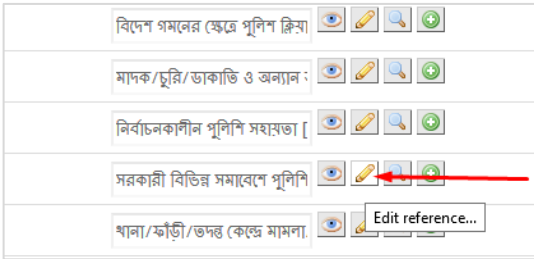 বিদেশ গমনের ক্ষেত্রে পুলিশ ক্লিয়া
মাদক/চুরি/ডাকাতি ও অন্যান
নির্বাচনকালীন পুলিশি সহায়তা [
সরকারী বিভিন্ন সমাবেশে পুলিশি
Edit reference...
থানা/ফাঁড়ী/তদন্ত কেন্দ্রে মামলা